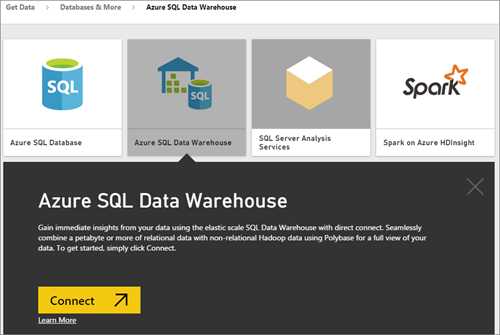 Get Data > Databases & More > Azure SQL Data Warehouse
SQL
SQL
Spark
Azure SQL Database
Azure SQL Data Warehouse
SQL Server Analysis
Services
Spark on Azure HDInsight
Azure SQL Data Warehouse
Gain immediate insights from your data using the elastic scale SQL Data Warehouse with direct connect. Seamlessly
combine a petabyte or more of relational data with non-relational Hadoop data using Polybase for a full view of your
data. To get started, simply click Connect.
Connect
Learn More